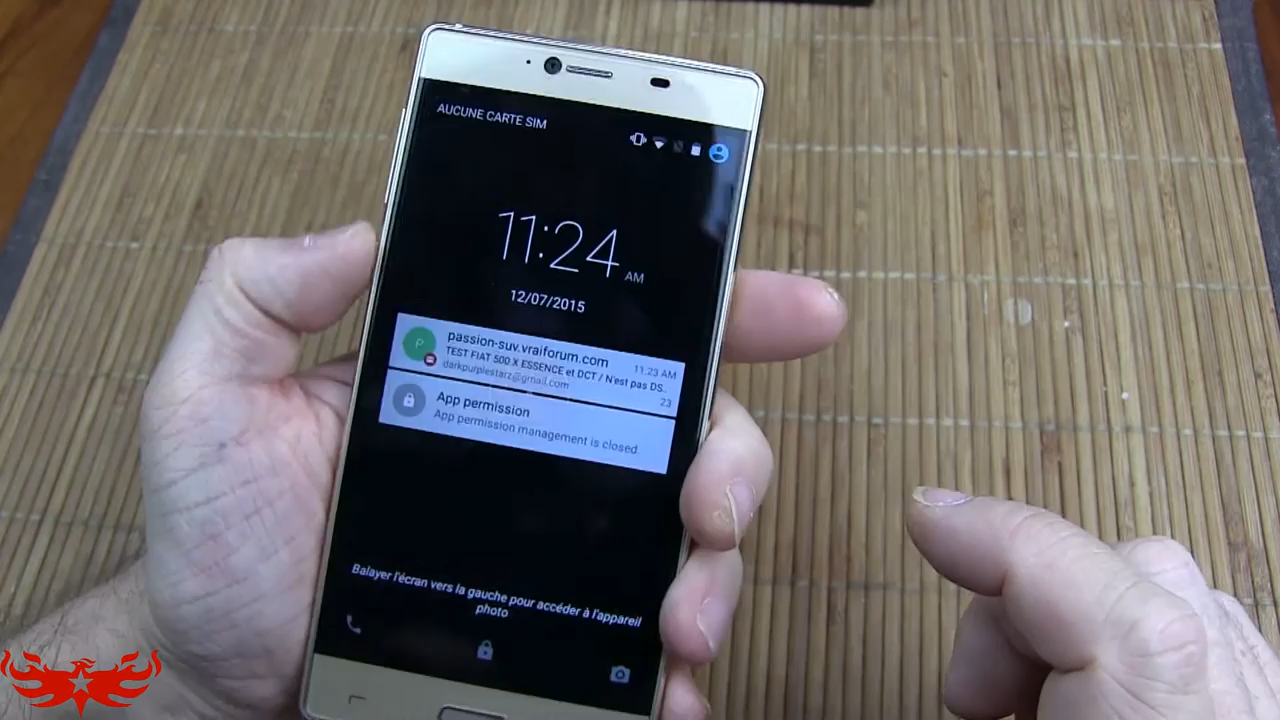 AUCUNE CARTE SIM
11:24 AM
12/07/2015
P
passion-suv.vraiforum.com 11:23 AM
TEST FIAT 500 X ESSENCE et DCT / N'est pas DS..
darkpurplestarz@gmail.com 23
App permission
App permission management is closed.
Balayer l'écran vers la gauche pour accéder à l'appareil
photo